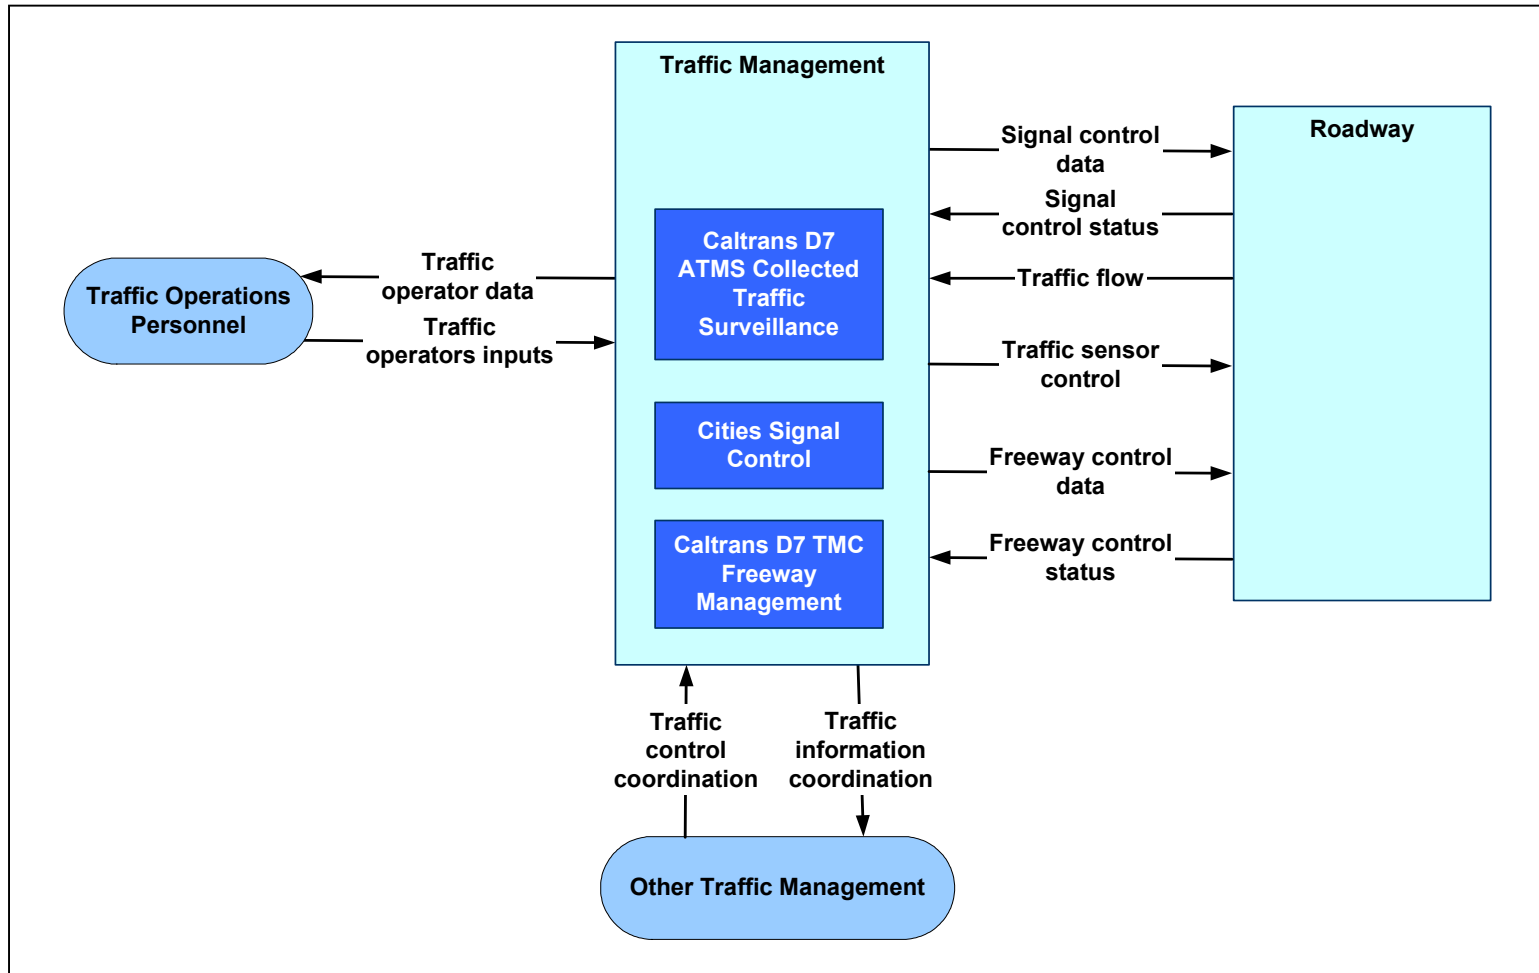 Traffic Management
Roadway
Signal control
data
Signal
control status
Caltrans D7
ATMS Collected
Traffic
Surveillance
Traffic
operator data
Traffic flow
Traffic Operations
Personnel
Traffic
operators inputs
Traffic sensor
control
Cities Signal
Control
Freeway control
data
Caltrans D7 TMC
Freeway
Management
Freeway control
status
Traffic
control
coordination
Traffic
information
coordination
Other Traffic Management